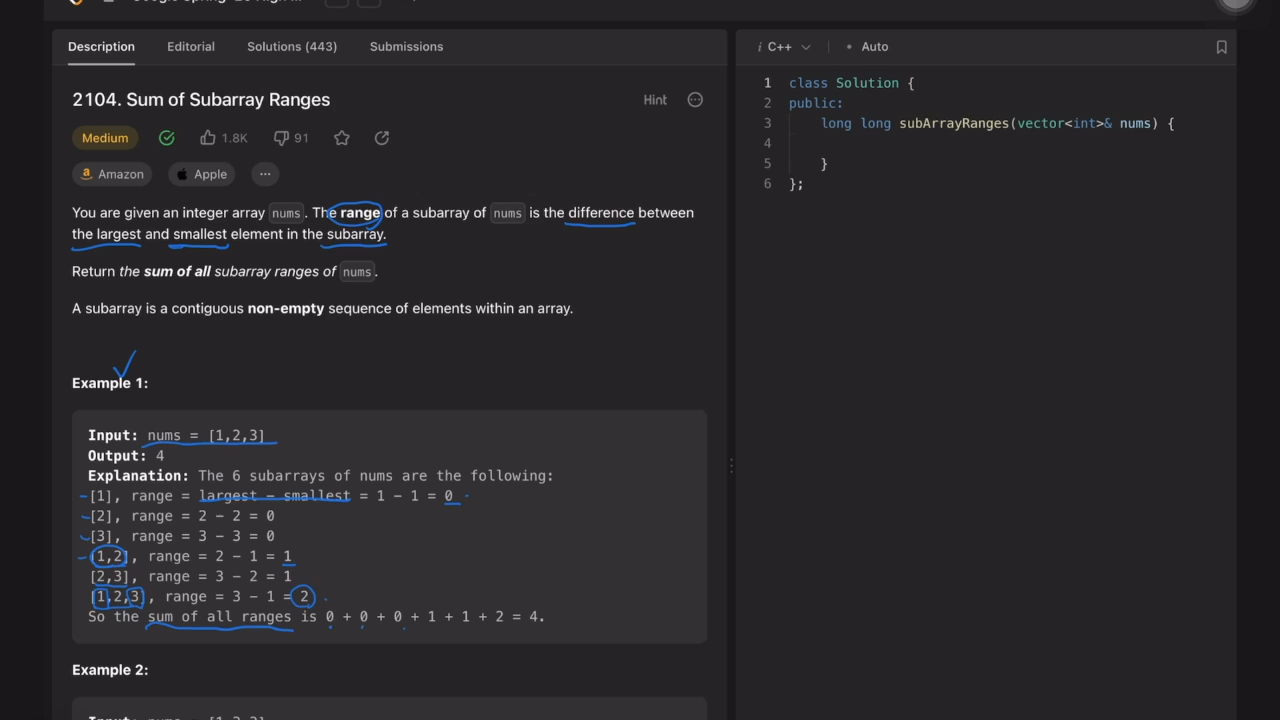 Description Editorial Solutions (443) Submissions
2104. Sum of Subarray Ranges
Hint
Medium 1.8K 91
Amazon Apple ...
You are given an integer array nums. The range of a subarray of nums is the difference between
the largest and smallest element in the subarray.
Return the sum of all subarray ranges of nums.
A subarray is a contiguous non-empty sequence of elements within an array.
Example 1:
Input: nums = [1,2,3]
Output: 4
Explanation: The 6 subarrays of nums are the following:
[1], range = largest - smallest = 1 - 1 = 0
[2], range = 2 - 2 = 0
[3], range = 3 - 3 = 0
[1,2], range = 2 - 1 = 1
[2,3], range = 3 - 2 = 1
[1,2,3], range = 3 - 1 = 2
So the sum of all ranges is 0 + 0 + 0 + 1 + 1 + 2 = 4.
Example 2:
i C++ • Auto
1 class Solution {
2 public:
3 long long subArrayRanges(vector<int>& nums) {
4
5 }
6 };